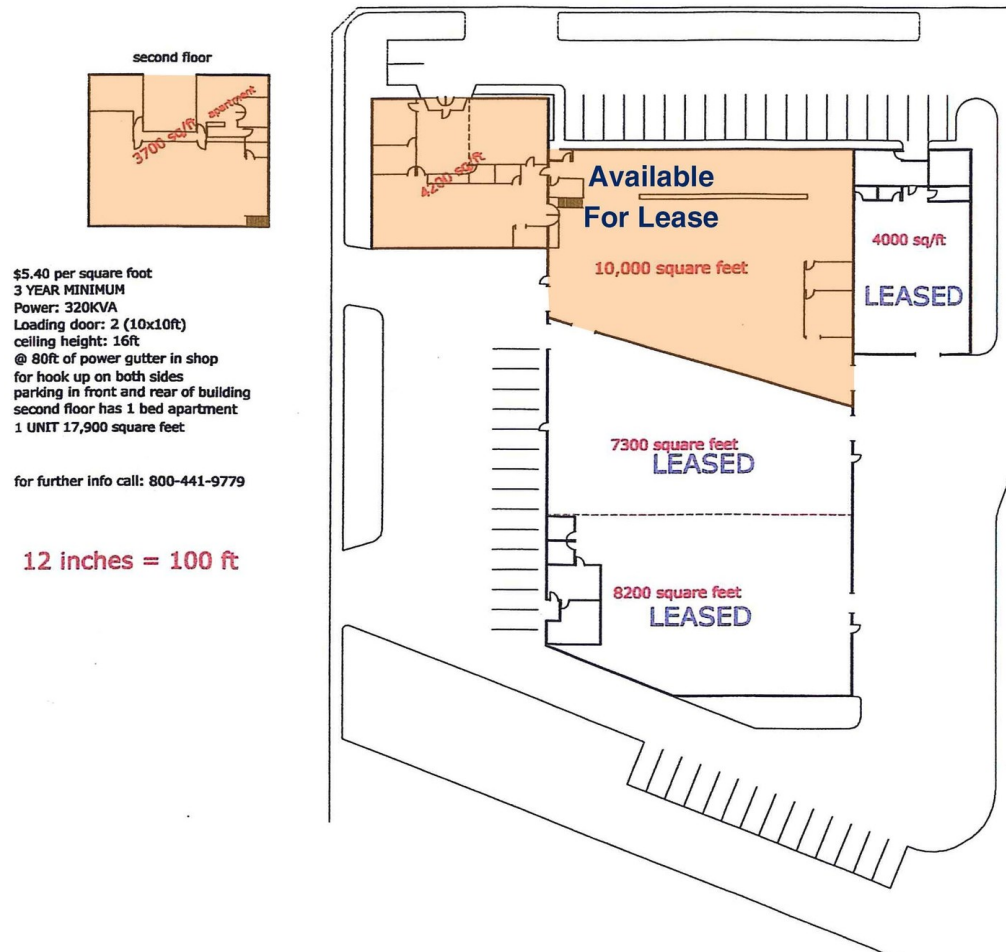 second floor
apartment
3700 sq/ft
4200 sq/ft
Available
For Lease
10,000 square feet
4000 sq/ft
LEASED
$5.40 per square foot
3 YEAR MINIMUM
Power: 320KVA
Loading door: 2 (10x10ft)
ceiling height: 16ft
@ 80ft of power gutter in shop
for hook up on both sides
parking in front and rear of building
second floor has 1 bed apartment
1 UNIT 17,900 square feet
for further info call: 800-441-9779
12 inches = 100 ft
7300 square feet
LEASED
8200 square feet
LEASED